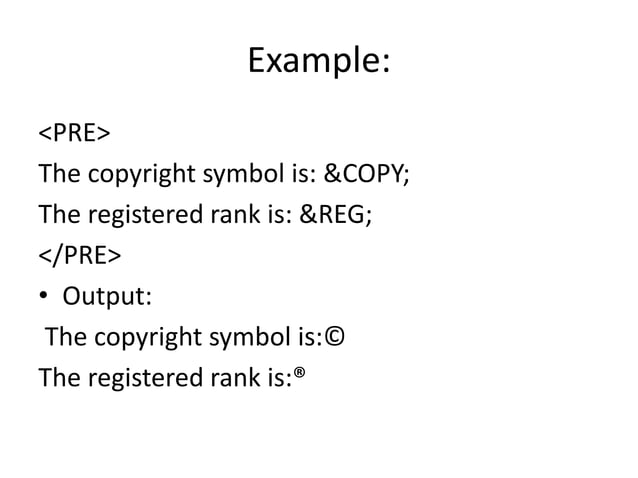 Example:
<PRE>
The copyright symbol is: &COPY;
The registered rank is: &REG;
</PRE>
• Output:
The copyright symbol is:©
The registered rank is:®